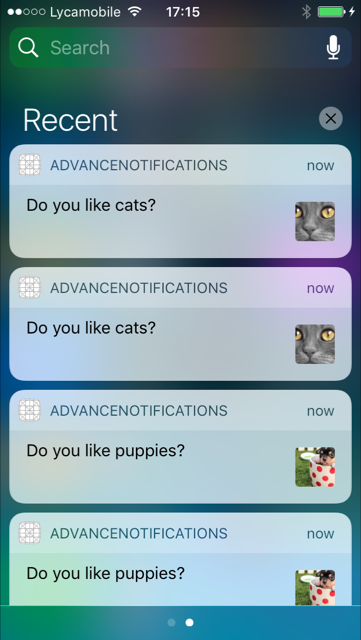 Lycamobile 17:15
Search
Recent
ADVANCENOTIFICATIONS now
Do you like cats?
ADVANCENOTIFICATIONS now
Do you like cats?
ADVANCENOTIFICATIONS now
Do you like puppies?
ADVANCENOTIFICATIONS now
Do you like puppies?